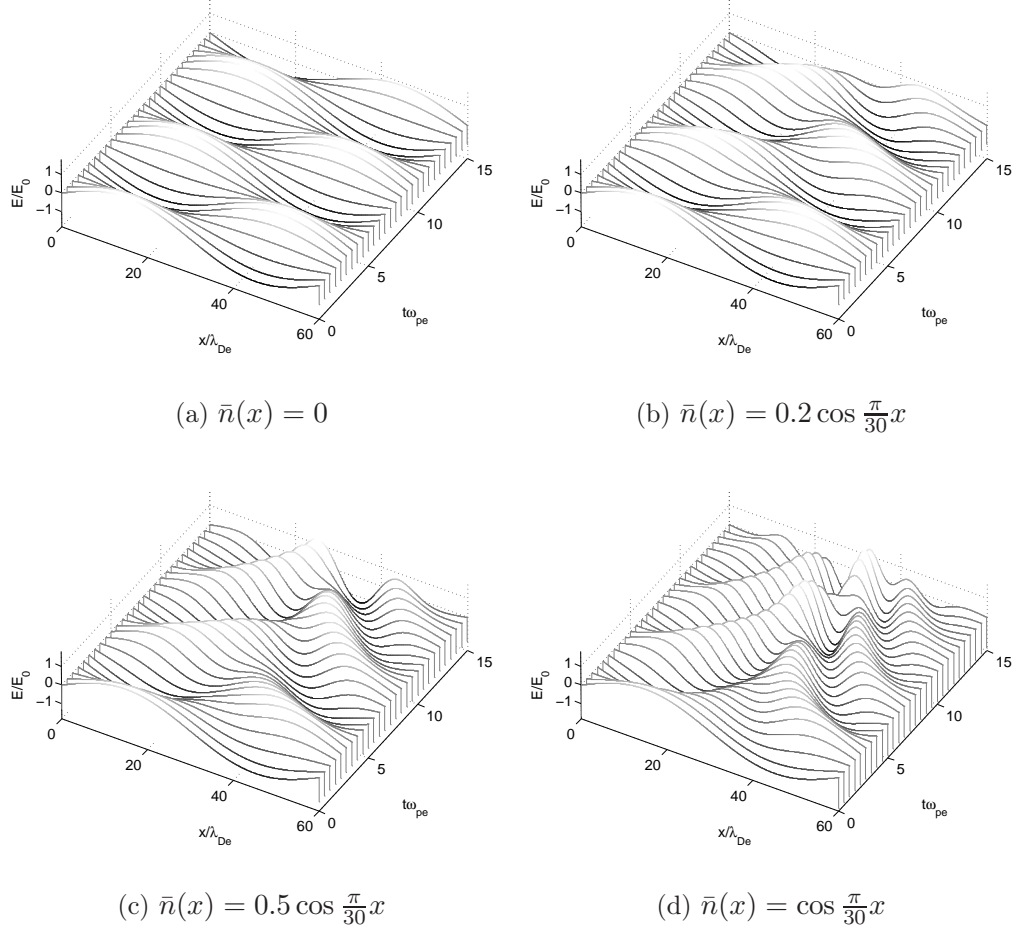 1
0
−1
E/E0
0
20
40
60
x/λDe
0
5
10
15
tωpe
(a) n̄(x) = 0
1
0
−1
E/E0
0
20
40
60
x/λDe
0
5
10
15
tωpe
(b) n̄(x) = 0.2 cos π/30 x
1
0
−1
E/E0
0
20
40
60
x/λDe
0
5
10
15
tωpe
(c) n̄(x) = 0.5 cos π/30 x
1
0
−1
E/E0
0
20
40
60
x/λDe
0
5
10
15
tωpe
(d) n̄(x) = cos π/30 x